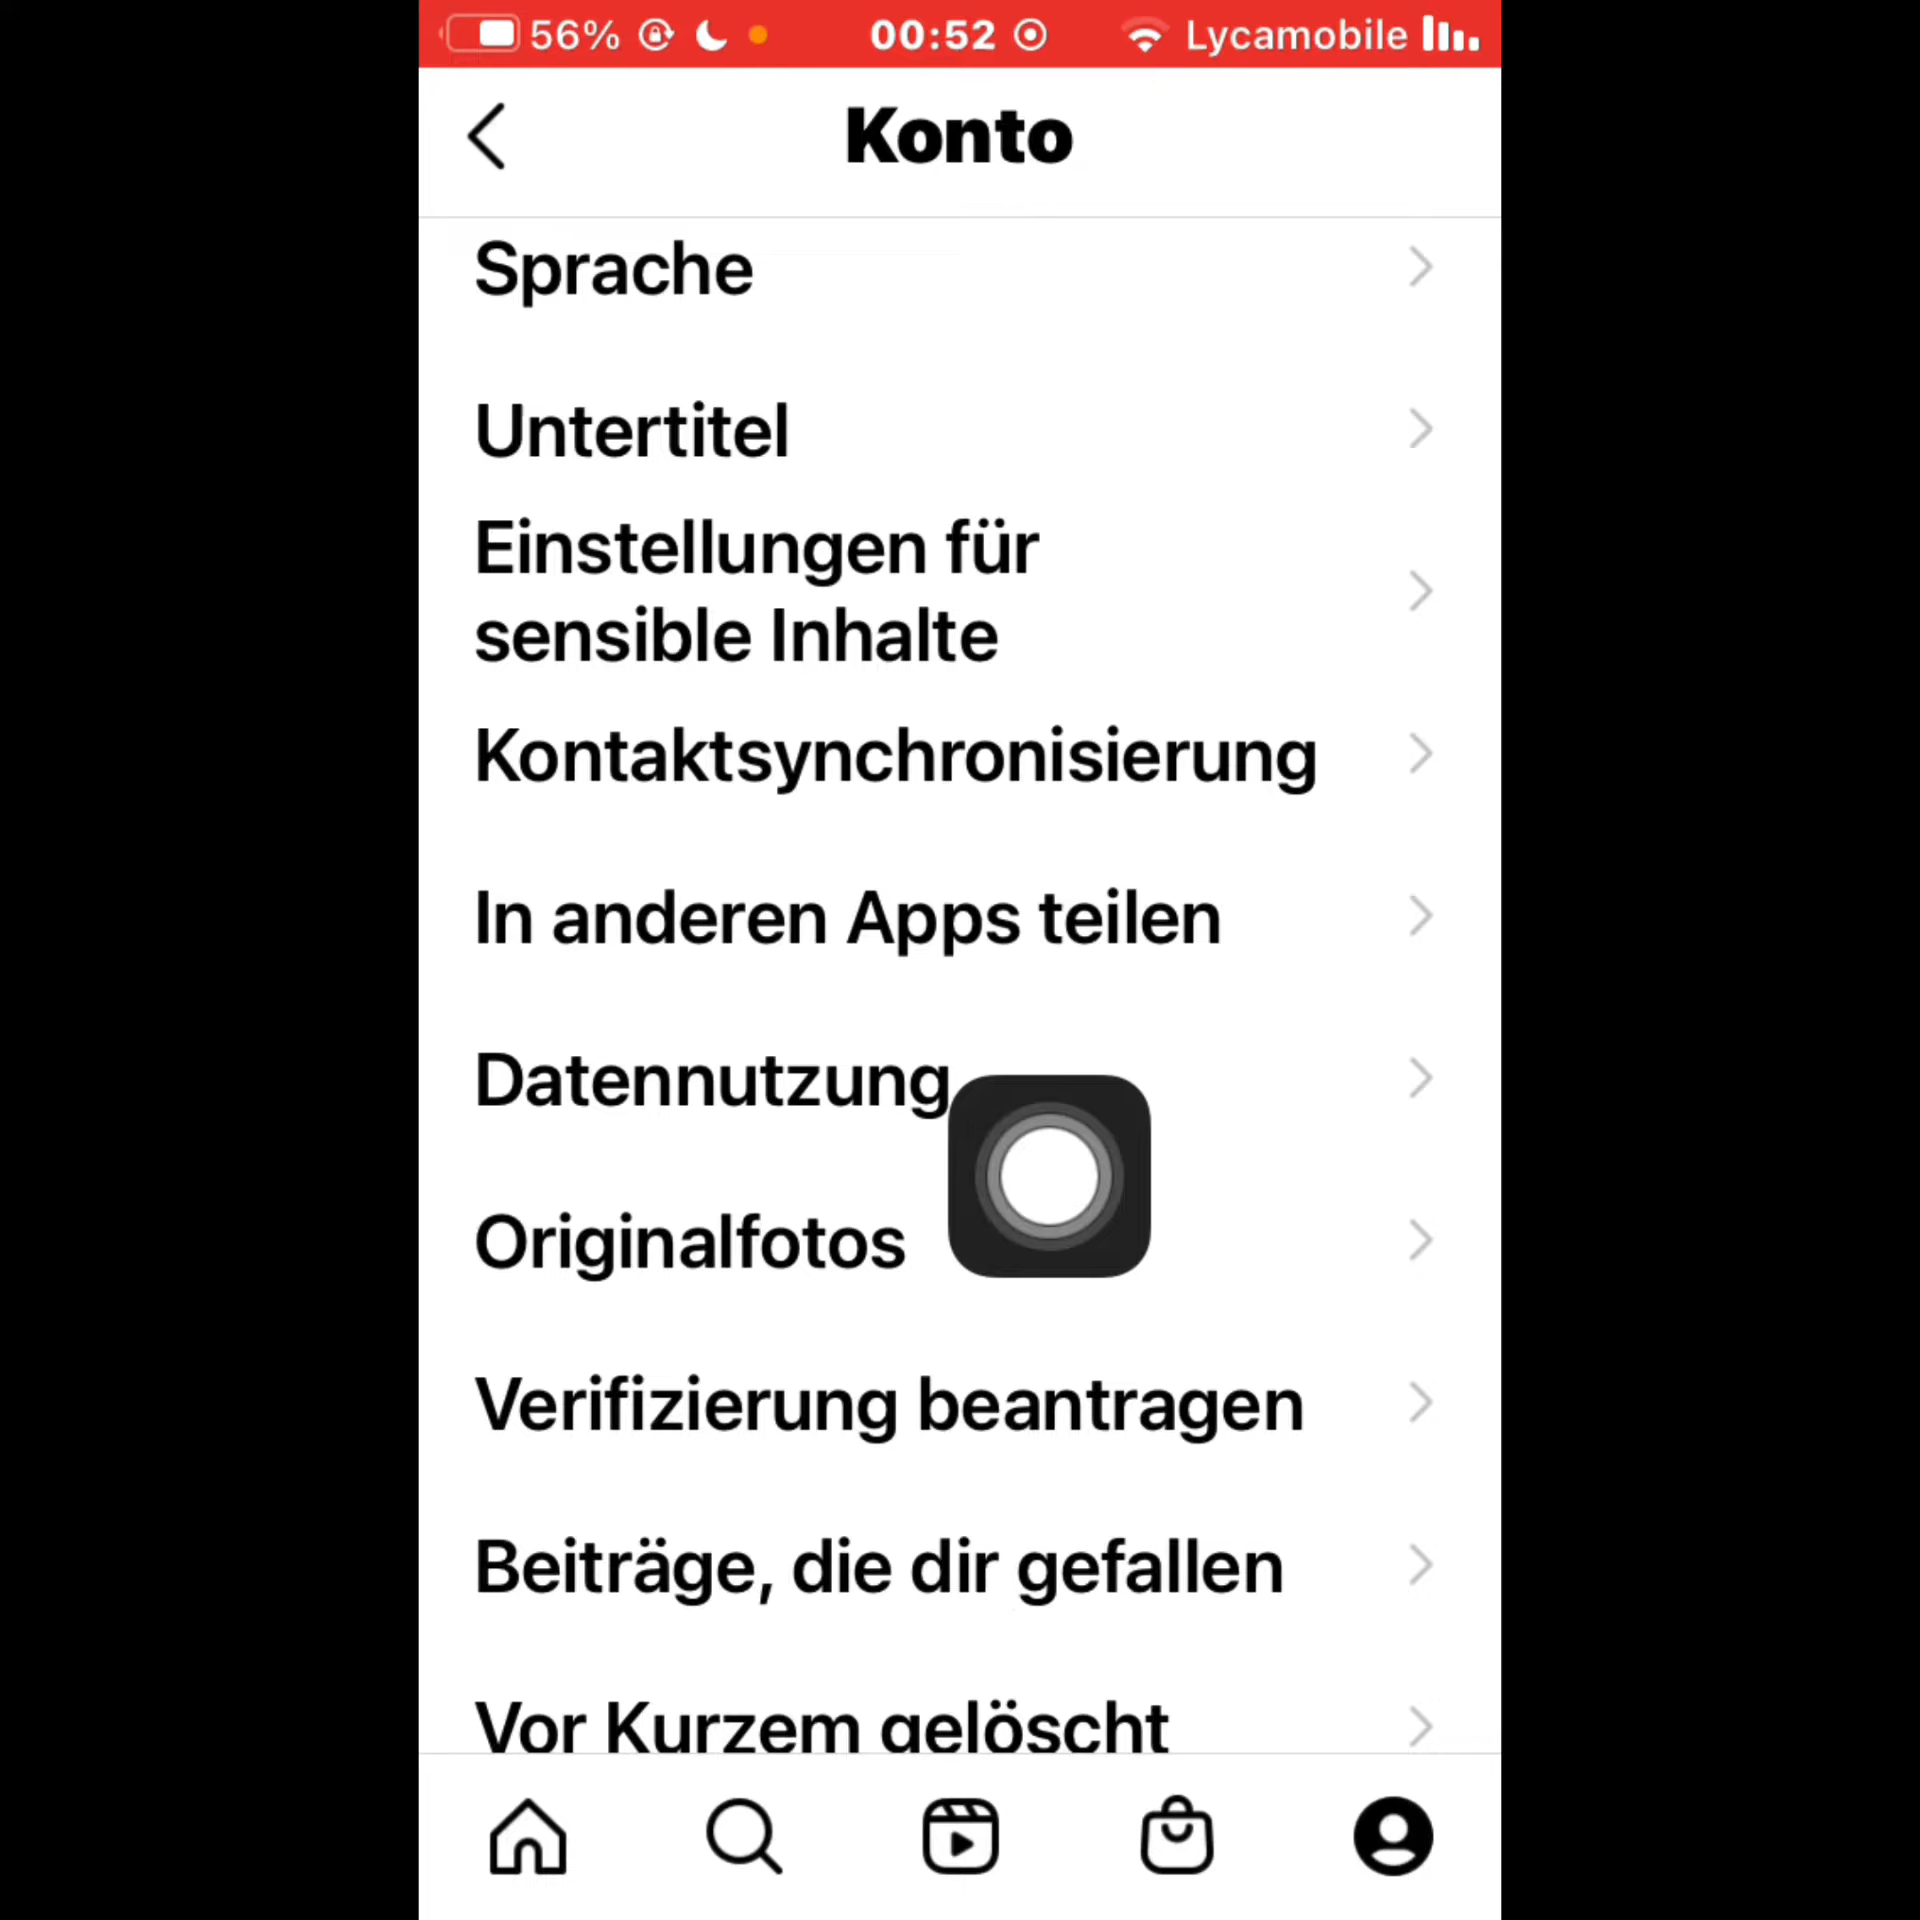 56% 00:52 Lycamobile
Konto
Sprache
Untertitel
Einstellungen für
sensible Inhalte
Kontaktsynchronisierung
In anderen Apps teilen
Datennutzung
Originalfotos
Verifizierung beantragen
Beiträge, die dir gefallen
Vor Kurzem gelöscht